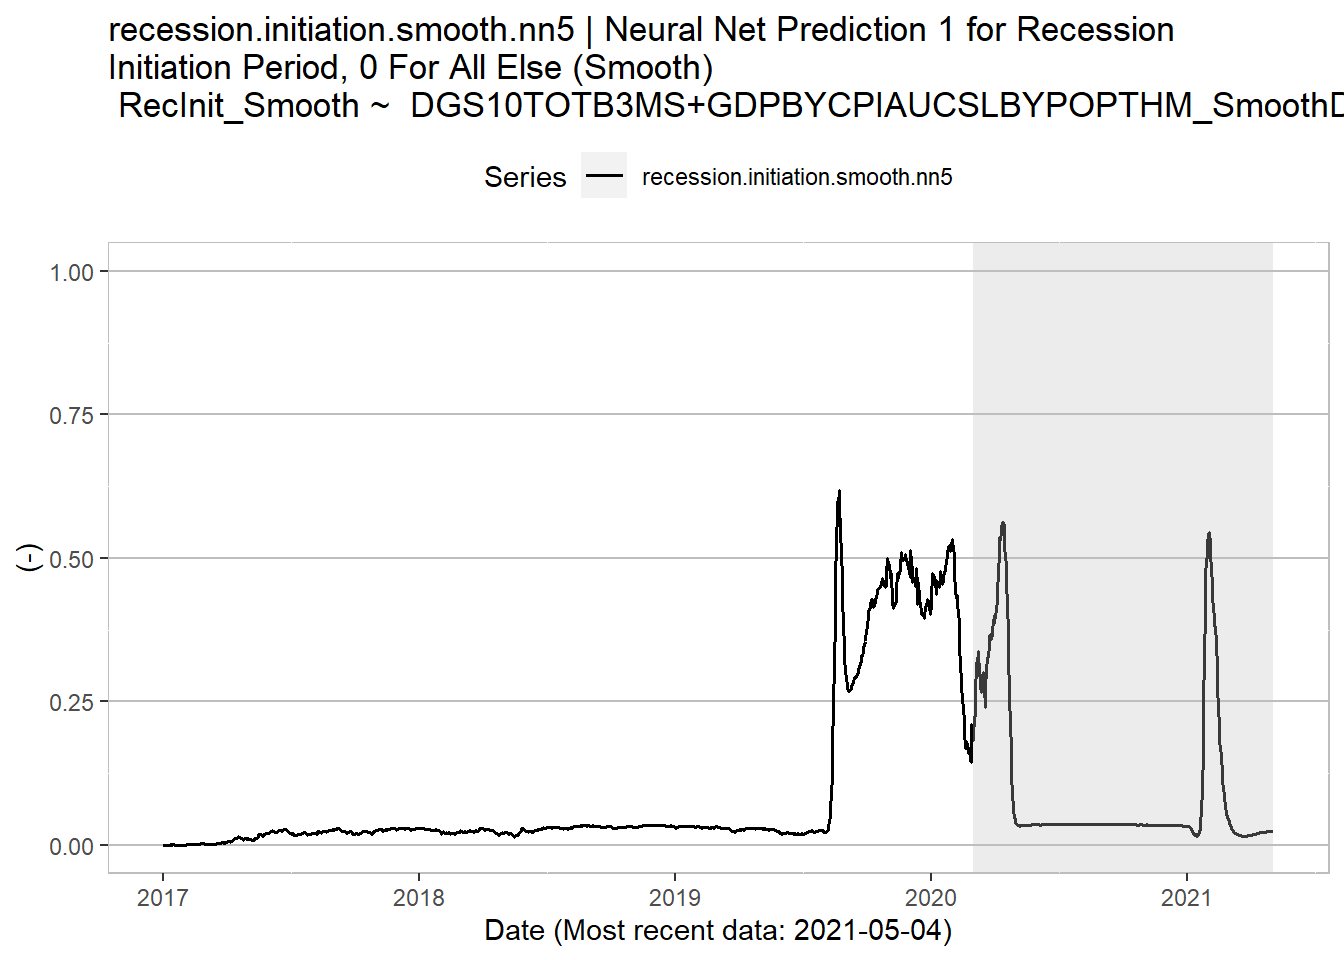 recession.initiation.smooth.nn5 | Neural Net Prediction 1 for Recession
Initiation Period, 0 For All Else (Smooth)
RecInit_Smooth ~  DGS10TOTB3MS+GDPBYCPIAUCSLBYPOPTHM_SmoothD
Series
recession.initiation.smooth.nn5
1.00
0.75
0.50
0.25
0.00
(-)
2017
2018
2019
2020
2021
Date (Most recent data: 2021-05-04)